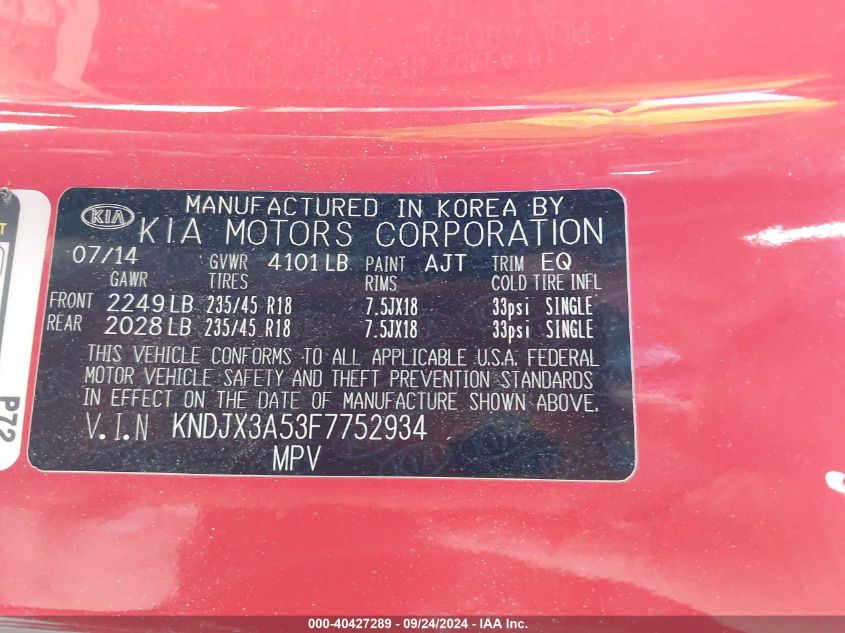 KIA
MANUFACTURED IN KOREA BY
KIA MOTORS CORPORATION
07/14 GVWR 4101 LB PAINT AJT TRIM EQ
GAWR TIRES RIMS COLD TIRE INFL
FRONT 2249 LB 235/45 R18 7.5JX18 33psi SINGLE
REAR 2028 LB 235/45 R18 7.5JX18 33psi SINGLE
THIS VEHICLE CONFORMS TO ALL APPLICABLE U.S.A. FEDERAL
MOTOR VEHICLE SAFETY AND THEFT PREVENTION STANDARDS
IN EFFECT ON THE DATE OF MANUFACTURE SHOWN ABOVE.
V.I.N KNDJX3A53F7752934
MPV
P72
000-40427289 - 09/24/2024 - IAA Inc.